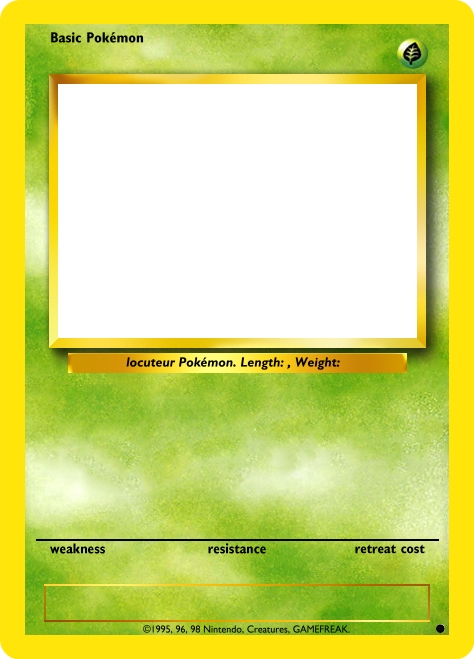 Basic Pokémon
locuteur Pokémon. Length: , Weight:
weakness resistance retreat cost
©1995, 96, 98 Nintendo, Creatures, GAMEFREAK.